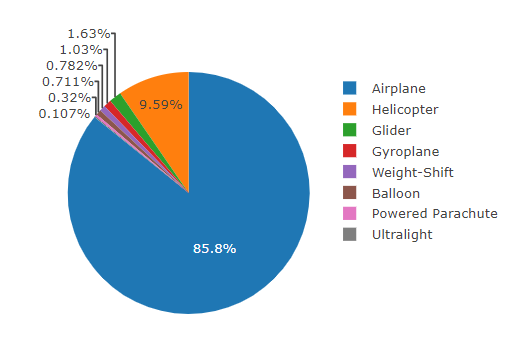 1.63%
1.03%
0.782%
0.711%
0.32%
0.107%
9.59%
85.8%
Airplane
Helicopter
Glider
Gyroplane
Weight-Shift
Balloon
Powered Parachute
Ultralight